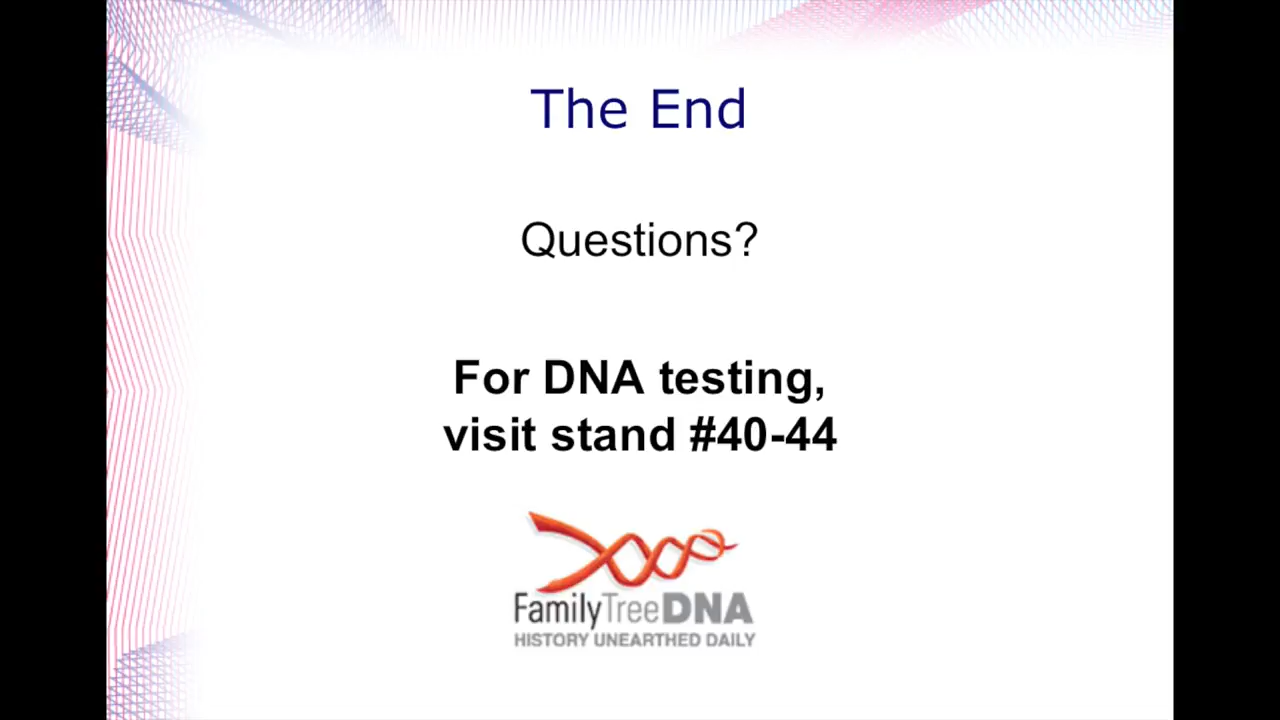 The End
Questions?
For DNA testing,
visit stand #40-44
FamilyTreeDNA
HISTORY UNEARTHED DAILY